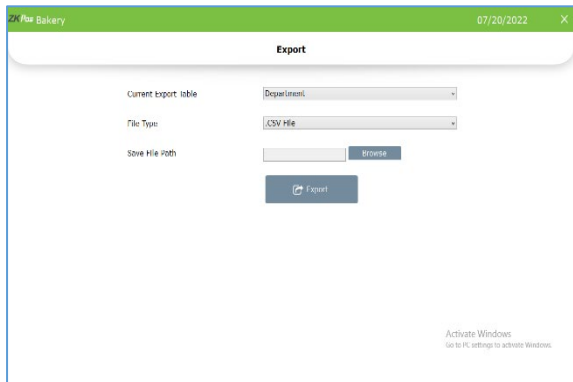 ZKPos Bakery 07/20/2022 X
Export
Current Export Table Department
File Type .CSV File
Save File Path Browse
Export
Activate Windows
Go to PC settings to activate Windows.